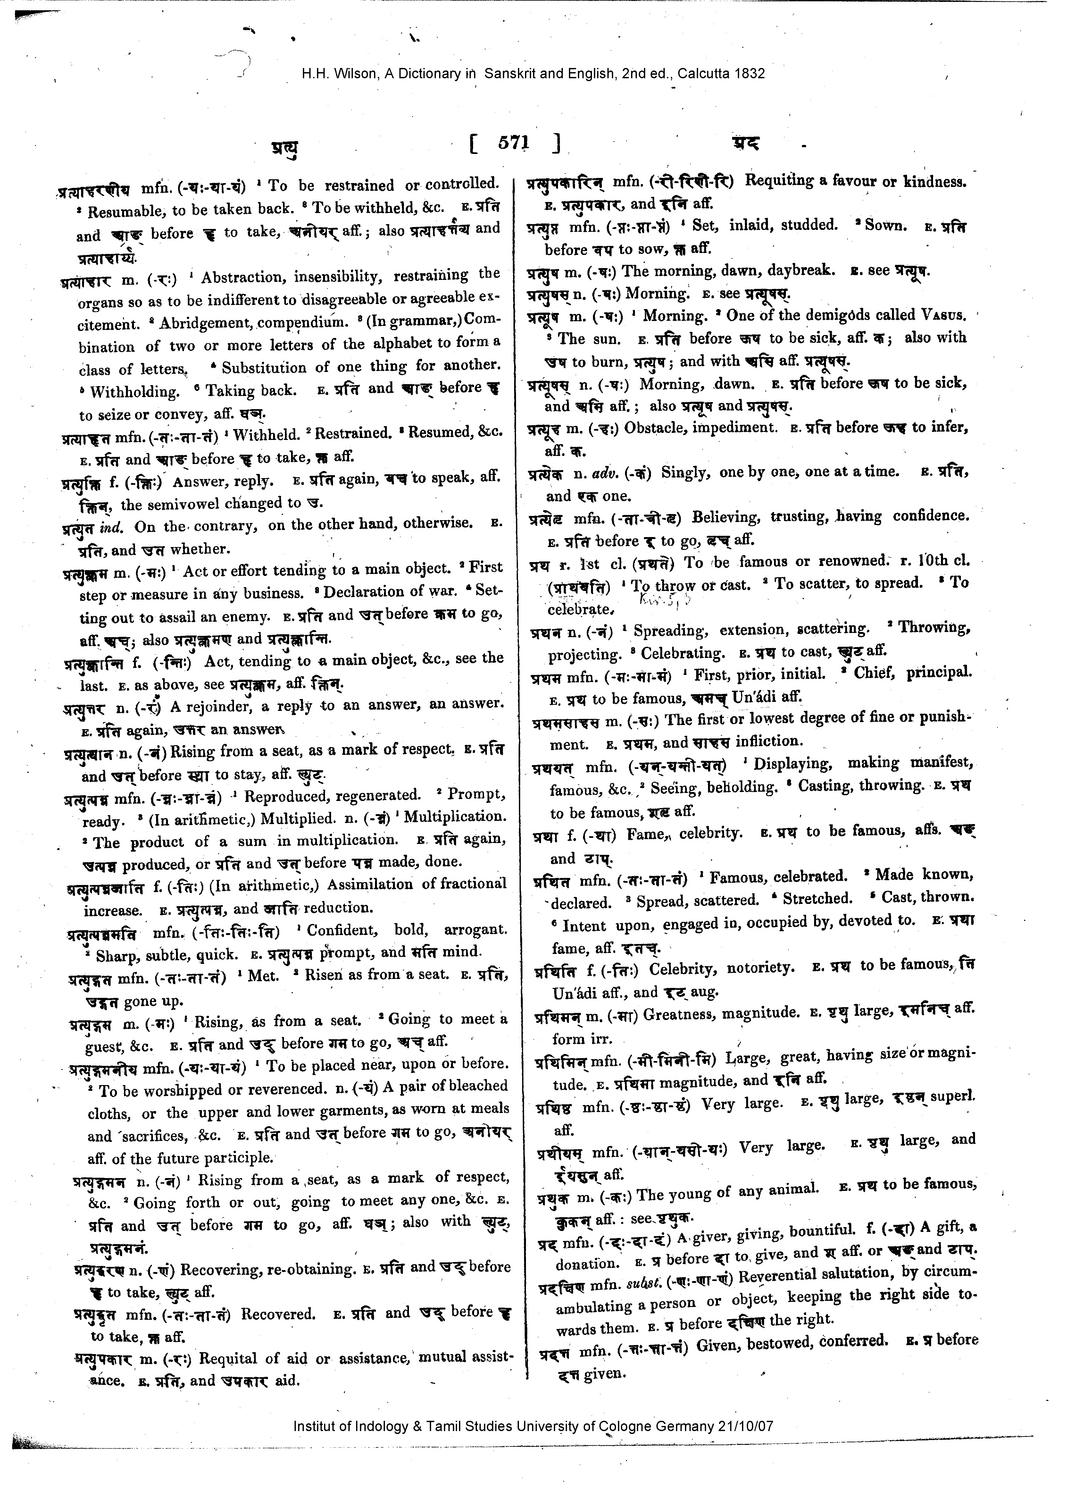 H.H. Wilson, A Dictionary in Sanskrit and English, 2nd ed., Calcutta 1832
प्रत्यु [ 571 ] प्रद
प्रत्याहरणीय mfn. (-यः-या-यं) ¹ To be restrained or controlled.
² Resumable, to be taken back. ³ To be withheld, &c. E. प्रति
and आङ् before हृ to take, अनीयर् aff.; also प्रत्याहर्त्तव्य and
प्रत्याहार्य्य.
प्रत्याहार m. (-रः) ¹ Abstraction, insensibility, restraining the
organs so as to be indifferent to disagreeable or agreeable ex-
citement. ² Abridgement, compendium. ³ (In grammar,) Com-
bination of two or more letters of the alphabet to form a
class of letters. ⁴ Substitution of one thing for another.
⁵ Withholding. ⁶ Taking back. E. प्रति and आङ् before हृ
to seize or convey, aff. घञ्.
प्रत्याहृत mfn. (-तः-ता-तं) ¹ Withheld. ² Restrained. ³ Resumed, &c.
E. प्रति and आङ् before हृ to take, क्त aff.
प्रत्युक्ति f. (-क्तिः) Answer, reply. E. प्रति again, वच् to speak, aff.
क्तिन्, the semivowel changed to उ.
प्रत्युत ind. On the contrary, on the other hand, otherwise. E.
प्रति, and उत whether.
प्रत्युत्क्रम m. (-मः) ¹ Act or effort tending to a main object. ² First
step or measure in any business. ³ Declaration of war. ⁴ Set-
ting out to assail an enemy. E. प्रति and उत् before क्रम to go,
aff. अच्; also प्रत्युत्क्रमण and प्रत्युत्क्रान्ति.
प्रत्युत्क्रान्ति f. (-न्तिः) Act, tending to a main object, &c., see the
last. E. as above, see प्रत्युत्क्रम, aff. क्तिन्.
प्रत्युत्तर n. (-रं) A rejoinder, a reply to an answer, an answer.
E. प्रति again, उत्तर an answer.
प्रत्युत्थान n. (-नं) Rising from a seat, as a mark of respect. E. प्रति
and उत् before स्था to stay, aff. ल्युट्.
प्रत्युत्पन्न mfn. (-न्नः-न्ना-न्नं) ¹ Reproduced, regenerated. ² Prompt,
ready. ³ (In arithmetic,) Multiplied. n. (-न्नं) ¹ Multiplication.
² The product of a sum in multiplication. E. प्रति again,
उत्पन्न produced, or प्रति and उत् before पन्न made, done.
प्रत्युत्पन्नजाति f. (-तिः) (In arithmetic,) Assimilation of fractional
increase. E. प्रत्युत्पन्न, and जाति reduction.
प्रत्युत्पन्नमति mfn. (-तिः-तिः-ति) ¹ Confident, bold, arrogant.
² Sharp, subtle, quick. E. प्रत्युत्पन्न prompt, and मति mind.
प्रत्युद्गत mfn. (-तः-ता-तं) ¹ Met. ² Risen as from a seat. E. प्रति,
उद्गत gone up.
प्रत्युद्गम m. (-मः) ¹ Rising, as from a seat. ² Going to meet a
guest, &c. E. प्रति and उद् before गम to go, अच् aff.
प्रत्युद्गमनीय mfn. (-यः-या-यं) ¹ To be placed near, upon or before.
² To be worshipped or reverenced. n. (-यं) A pair of bleached
cloths, or the upper and lower garments, as worn at meals
and sacrifices, &c. E. प्रति and उत् before गम to go, अनीयर्
aff. of the future participle.
प्रत्युद्गमन n. (-नं) ¹ Rising from a seat, as a mark of respect,
&c. ² Going forth or out, going to meet any one, &c. E.
प्रति and उत् before गम to go, aff. घञ्; also with ल्युट्,
प्रत्युद्गमनं.
प्रत्युद्धरण n. (-णं) Recovering, re-obtaining. E. प्रति and उद् before
हृ to take, ल्युट् aff.
प्रत्युद्धृत mfn. (-तः-ता-तं) Recovered. E. प्रति and उद् before हृ
to take, क्त aff.
प्रत्युपकार m. (-रः) Requital of aid or assistance, mutual assist-
ance. E. प्रति, and उपकार aid.
प्रत्युपकारिन् mfn. (-री-रिणी-रि) Requiting a favour or kindness.
E. प्रत्युपकार, and इनि aff.
प्रत्युप्त mfn. (-प्तः-प्ता-प्तं) ¹ Set, inlaid, studded. ² Sown. E. प्रति
before वप to sow, क्त aff.
प्रत्युष m. (-षः) The morning, dawn, daybreak. E. see प्रत्यूष.
प्रत्युषस् n. (-षः) Morning. E. see प्रत्यूषस्.
प्रत्यूष m. (-षः) ¹ Morning. ² One of the demigods called VASUS.
³ The sun. E. प्रति before ऊष to be sick, aff. क; also with
उष to burn, प्रत्युष; and with असि aff. प्रत्यूषस्.
प्रत्यूषस् n. (-षः) Morning, dawn. E. प्रति before ऊष to be sick,
and असि aff.; also प्रत्यूष and प्रत्युषस्.
प्रत्यूह m. (-हः) Obstacle, impediment. E. प्रति before ऊह to infer,
aff. क.
प्रत्येक n. adv. (-कं) Singly, one by one, one at a time. E. प्रति,
and एक one.
प्रत्येतृ mfn. (-ता-त्री-तृ) Believing, trusting, having confidence.
E. प्रति before इ to go, तृच् aff.
प्रथ r. 1st cl. (प्रथते) To be famous or renowned. r. 10th cl.
(प्राथयति) ¹ To throw or cast. ² To scatter, to spread. ³ To
celebrate.
प्रथन n. (-नं) ¹ Spreading, extension, scattering. ² Throwing,
projecting. ³ Celebrating. E. प्रथ to cast, ल्युट् aff.
प्रथम mfn. (-मः-मा-मं) ¹ First, prior, initial. ² Chief, principal.
E. प्रथ to be famous, अमच् Un'ádi aff.
प्रथमसाहस m. (-सः) The first or lowest degree of fine or punish-
ment. E. प्रथम, and साहस infliction.
प्रथयत् mfn. (-यन्-यन्ती-यत्) ¹ Displaying, making manifest,
famous, &c. ² Seeing, beholding. ³ Casting, throwing. E. प्रथ
to be famous, शतृ aff.
प्रथा f. (-था) Fame, celebrity. E. प्रथ to be famous, affs. अङ्
and टाप्.
प्रथित mfn. (-तः-ता-तं) ¹ Famous, celebrated. ² Made known,
declared. ³ Spread, scattered. ⁴ Stretched. ⁵ Cast, thrown.
⁶ Intent upon, engaged in, occupied by, devoted to. E. प्रथा
fame, aff. इतच्.
प्रथिति f. (-तिः) Celebrity, notoriety. E. प्रथ to be famous, ति
Un'ádi aff., and इट् aug.
प्रथिमन् m. (-मा) Greatness, magnitude. E. पृथु large, इमनिच् aff.
form irr.
प्रथिमिन् mfn. (-मी-मिनी-मि) Large, great, having size or magni-
tude. E. प्रथिमा magnitude, and इनि aff.
प्रथिष्ठ mfn. (-ष्ठः-ष्ठा-ष्ठं) Very large. E. पृथु large, इष्ठन् superl.
aff.
प्रथीयस् mfn. (-यान्-यसी-यः) Very large. E. पृथु large, and
ईयसुन् aff.
प्रथुक m. (-कः) The young of any animal. E. प्रथ to be famous,
कुकन् aff. : see पृथुक.
प्रद mfn. (-दः-दा-दं) A giver, giving, bountiful. f. (-दा) A gift, a
donation. E. प्र before दा to give, and श aff. or अङ् and टाप्.
प्रदक्षिण mfn. subst. (-णः-णा-णं) Reverential salutation, by circum-
ambulating a person or object, keeping the right side to-
wards them. E. प्र before दक्षिण the right.
प्रदत्त mfn. (-त्तः-त्ता-त्तं) Given, bestowed, conferred. E. प्र before
दत्त given.
Institut of Indology & Tamil Studies University of Cologne Germany 21/10/07